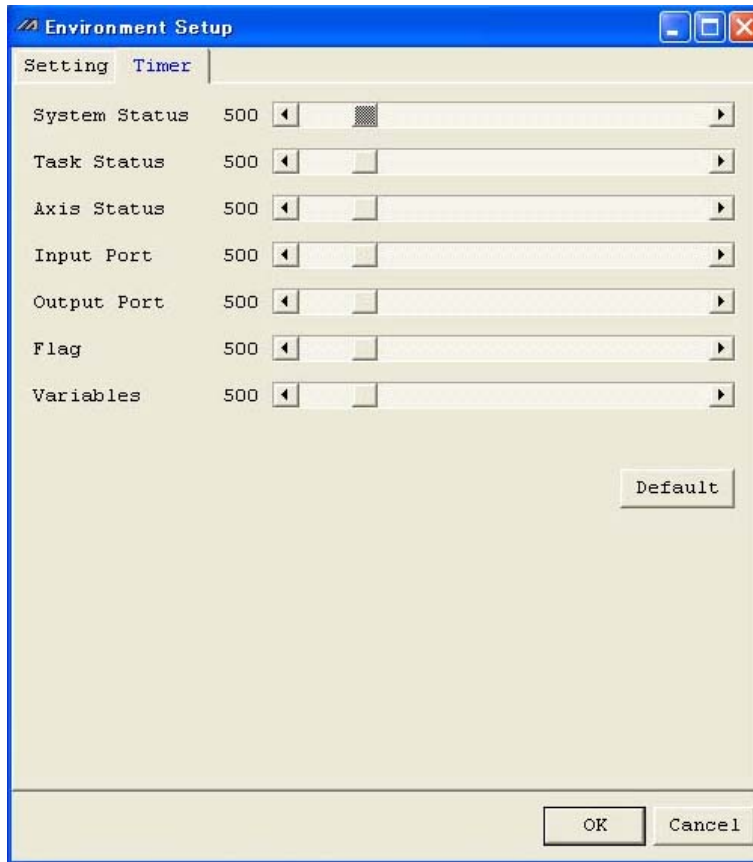 Environment Setup
Setting Timer
System Status 500
Task Status 500
Axis Status 500
Input Port 500
Output Port 500
Flag 500
Variables 500
Default
OK Cancel